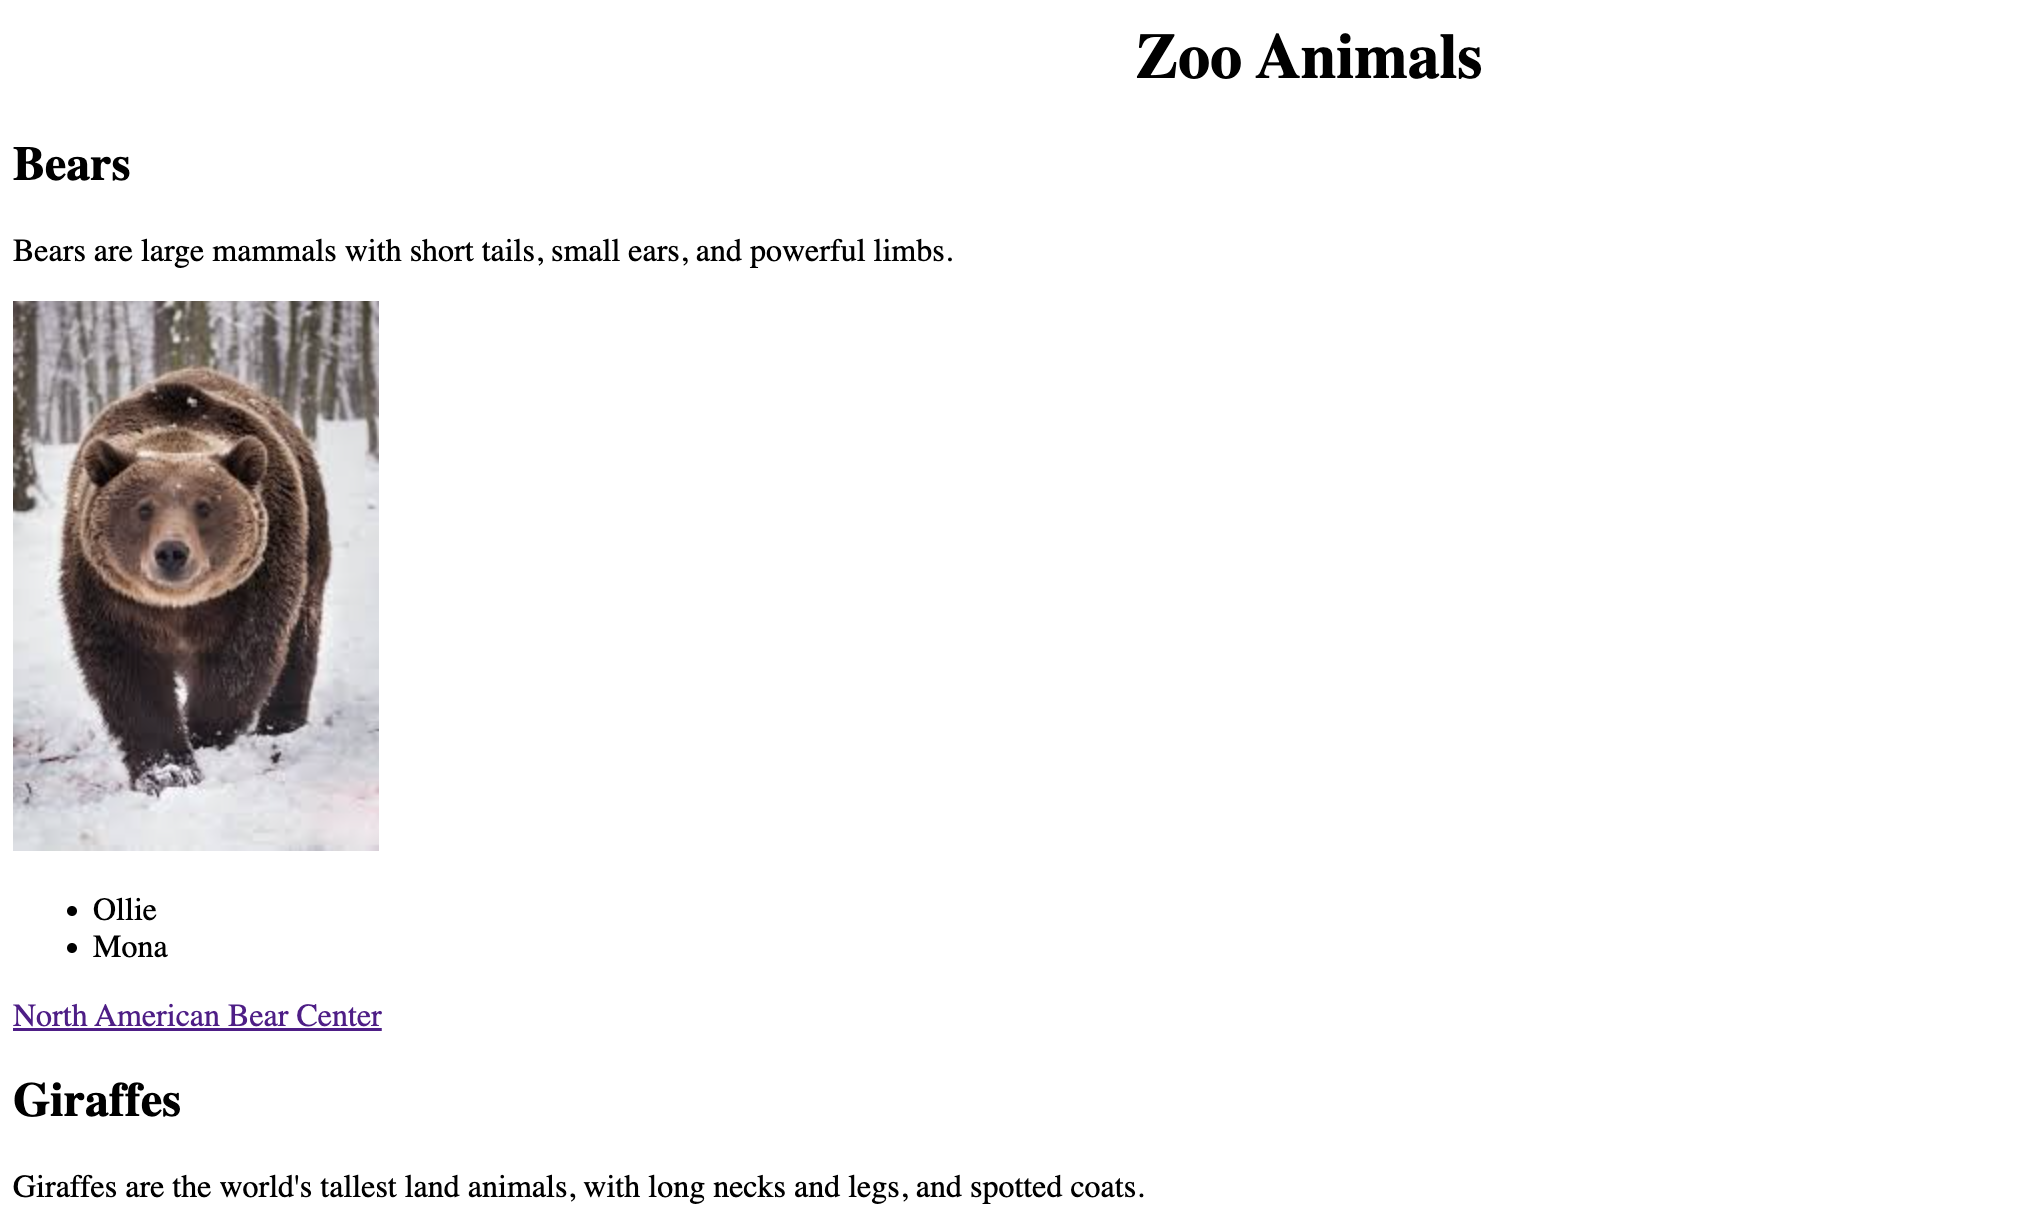 Zoo Animals
Bears
Bears are large mammals with short tails, small ears, and powerful limbs.
• Ollie
• Mona
North American Bear Center
Giraffes
Giraffes are the world's tallest land animals, with long necks and legs, and spotted coats.